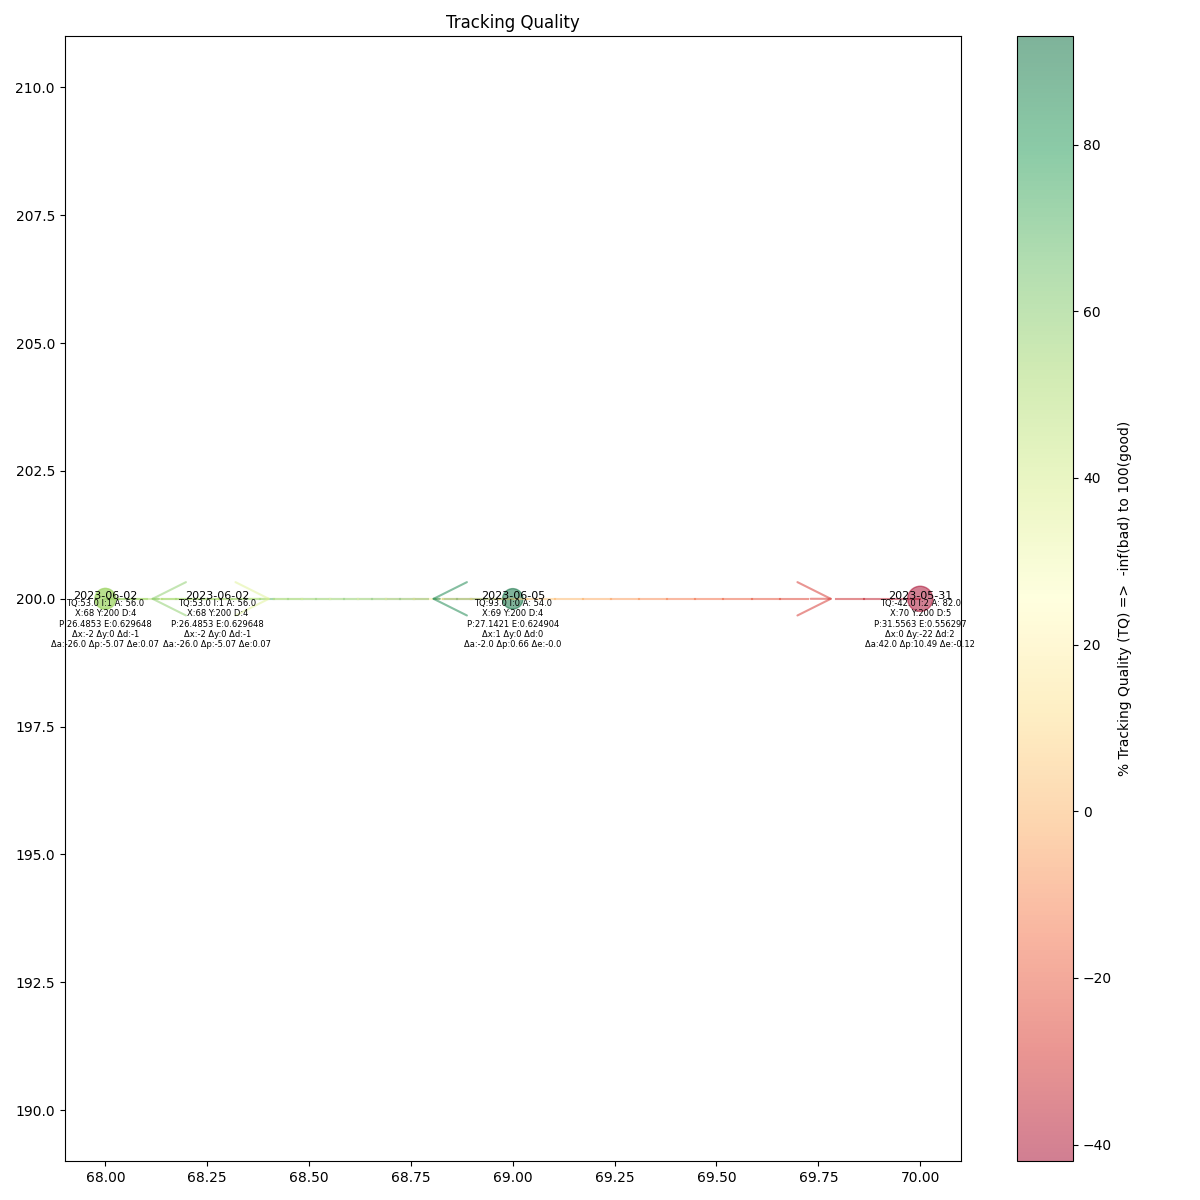 Tracking Quality
210.0
207.5
205.0
202.5
200.0
197.5
195.0
192.5
190.0
2023-06-02
TQ:53.0 I:1 A: 56.0
X:68 Y:200 D:4
P:26.4853 E:0.629648
Δx:-2 Δy:0 Δd:-1
Δa:-26.0 Δp:-5.07 Δe:0.07
2023-06-02
TQ:53.0 I:1 A: 56.0
X:68 Y:200 D:4
P:26.4853 E:0.629648
Δx:-2 Δy:0 Δd:-1
Δa:-26.0 Δp:-5.07 Δe:0.07
2023-06-05
TQ:93.0 I:0 A: 54.0
X:69 Y:200 D:4
P:27.1421 E:0.624904
Δx:1 Δy:0 Δd:0
Δa:-2.0 Δp:0.66 Δe:-0.0
2023-05-31
TQ:-42.0 I:2 A: 82.0
X:70 Y:200 D:5
P:31.5563 E:0.556297
Δx:0 Δy:-22 Δd:2
Δa:42.0 Δp:10.49 Δe:-0.12
68.00 68.25 68.50 68.75 69.00 69.25 69.50 69.75 70.00
80
60
40
20
0
−20
−40
% Tracking Quality (TQ) => -inf(bad) to 100(good)